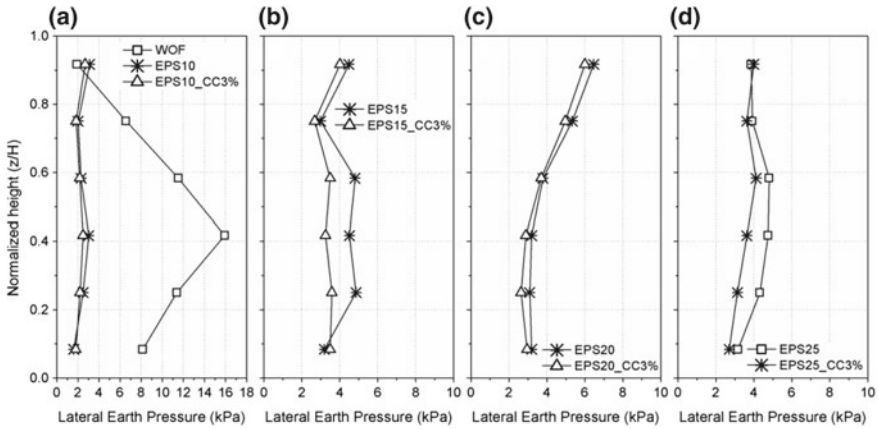 (a) (b) (c) (d)
Normalized height (z/H)
1.0
0.8
0.6
0.4
0.2
0.0
WOF
EPS10
EPS10_CC3%
0 2 4 6 8 10 12 14 16 18
Lateral Earth Pressure (kPa)
EPS15
EPS15_CC3%
0 2 4 6 8 10
Lateral Earth Pressure (kPa)
EPS20
EPS20_CC3%
0 2 4 6 8 10
Lateral Earth Pressure (kPa)
EPS25
EPS25_CC3%
0 2 4 6 8 10
Lateral Earth Pressure (kPa)